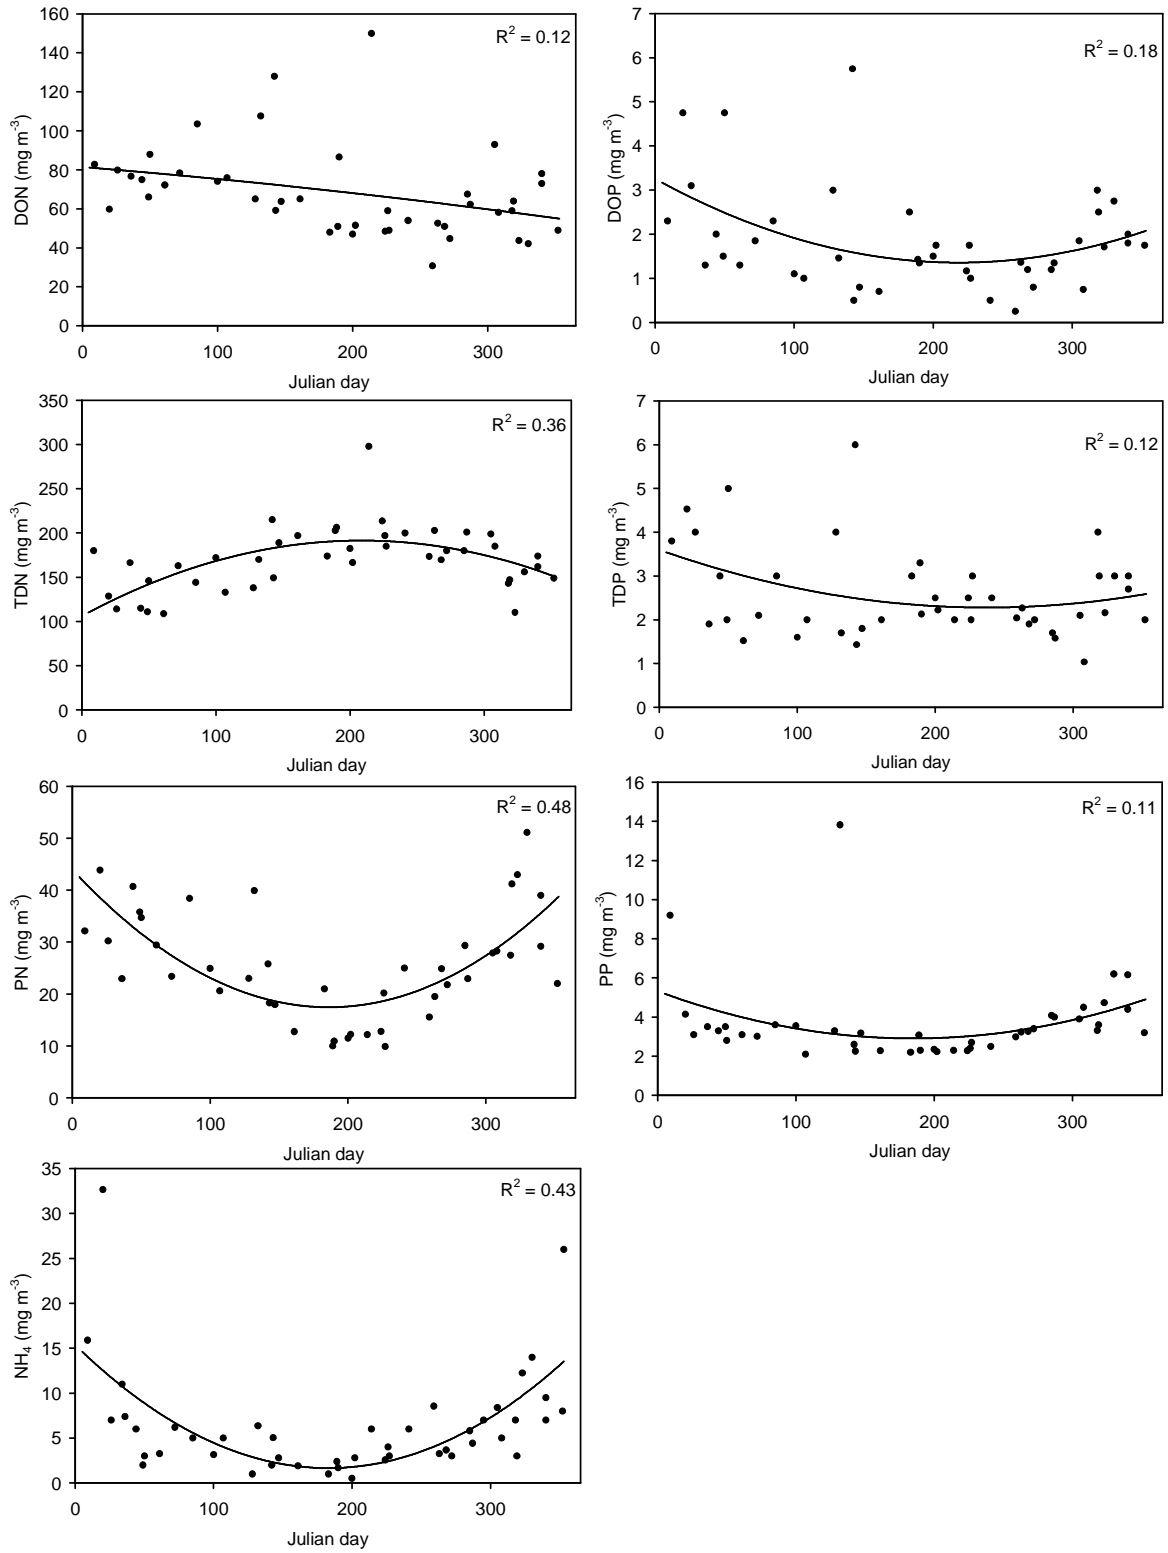 160
140
120
100
80
60
40
20
0
DON (mg m⁻³)
R² = 0.12
0 100 200 300
Julian day
7
6
5
4
3
2
1
0
DOP (mg m⁻³)
R² = 0.18
0 100 200 300
Julian day
350
300
250
200
150
100
50
0
TDN (mg m⁻³)
R² = 0.36
0 100 200 300
Julian day
7
6
5
4
3
2
1
0
TDP (mg m⁻³)
R² = 0.12
0 100 200 300
Julian day
60
50
40
30
20
10
0
PN (mg m⁻³)
R² = 0.48
0 100 200 300
Julian day
16
14
12
10
8
6
4
2
0
PP (mg m⁻³)
R² = 0.11
0 100 200 300
Julian day
35
30
25
20
15
10
5
0
NH₄ (mg m⁻³)
R² = 0.43
0 100 200 300
Julian day